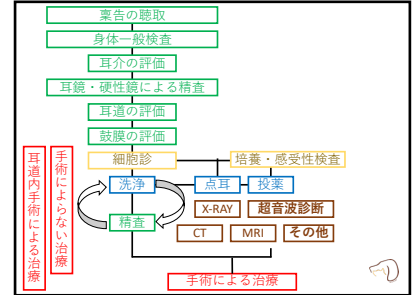 稟告の聴取
身体一般検査
耳介の評価
耳鏡・硬性鏡による精査
耳道の評価
鼓膜の評価
細胞診
培養・感受性検査
耳道内手術による治療
手術によらない治療
洗浄
点耳
投薬
精査
X-RAY
超音波診断
CT
MRI
その他
手術による治療